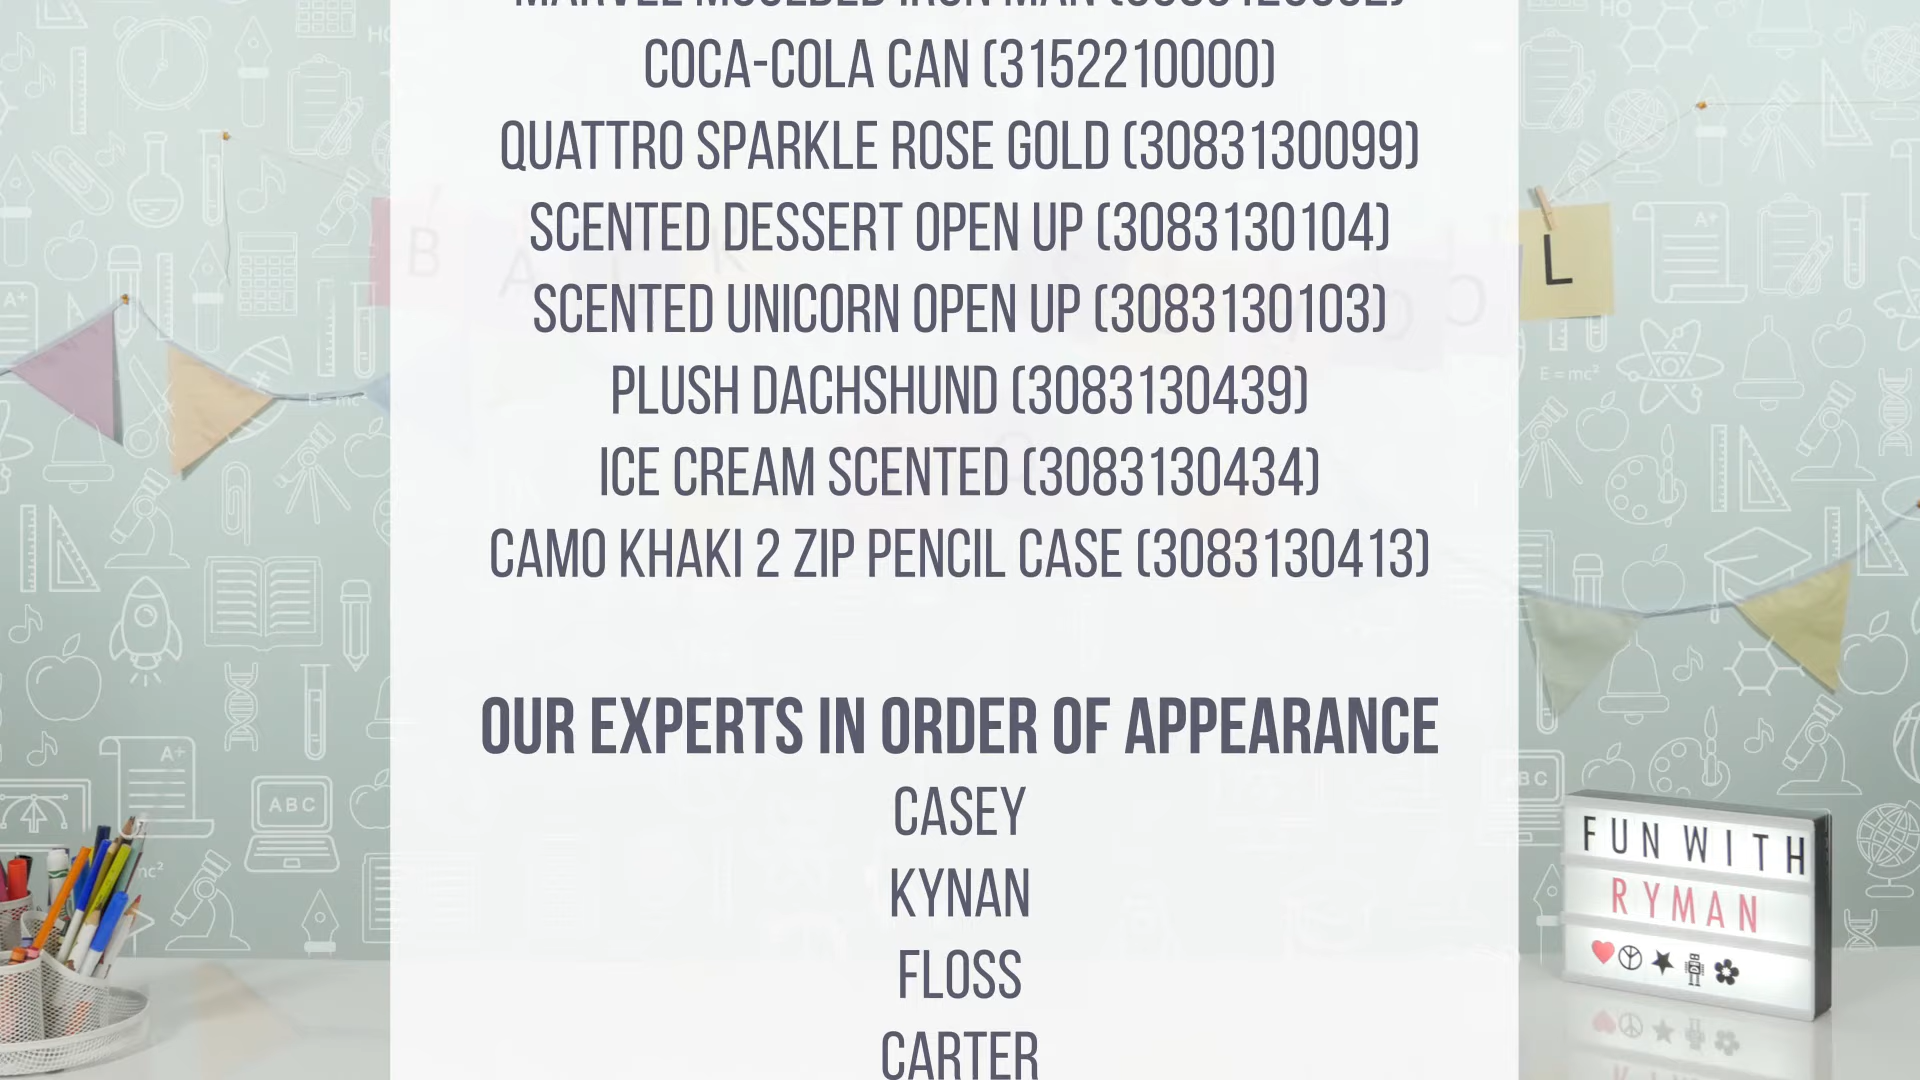 COCA-COLA CAN (3152210000)
QUATTRO SPARKLE ROSE GOLD (3083130099)
SCENTED DESSERT OPEN UP (3083130104)
SCENTED UNICORN OPEN UP (3083130103)
PLUSH DACHSHUND (3083130439)
ICE CREAM SCENTED (3083130434)
CAMO KHAKI 2 ZIP PENCIL CASE (3083130413)
OUR EXPERTS IN ORDER OF APPEARANCE
CASEY
KYNAN
FLOSS
CARTER
L
FUN WITH
RYMAN
A+
A+
A+
ABC
E=mc²